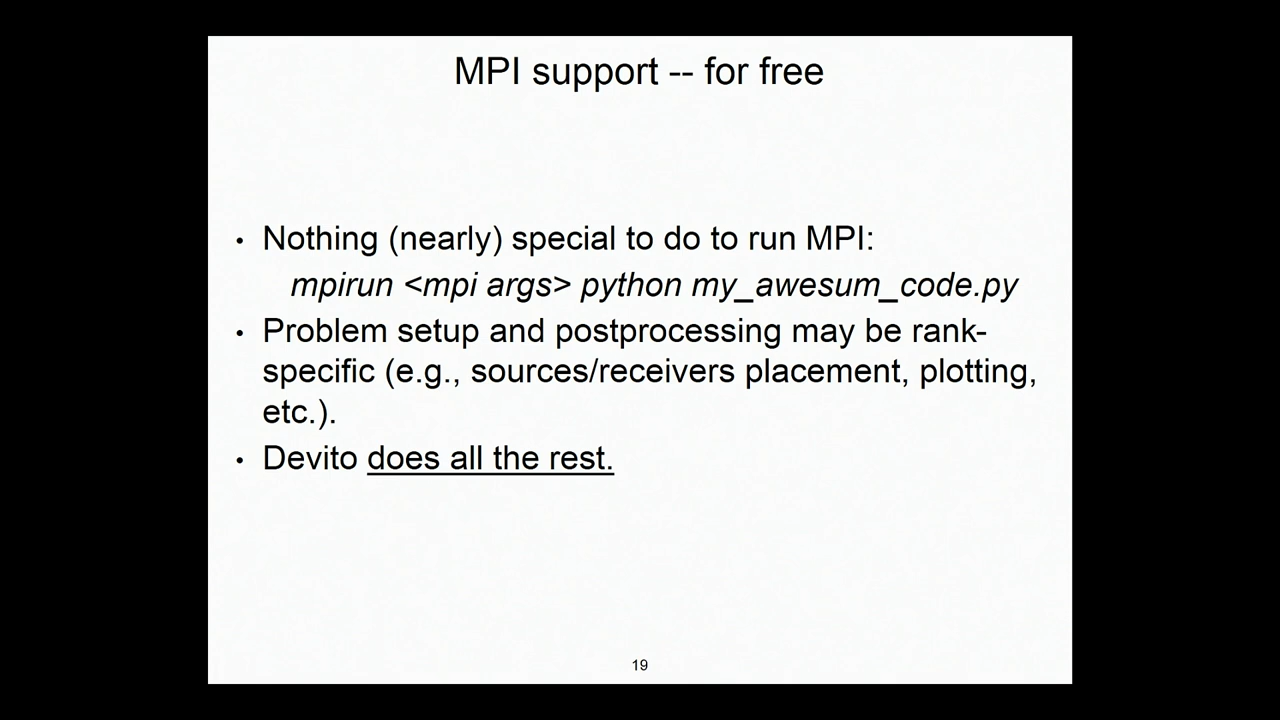 MPI support -- for free
• Nothing (nearly) special to do to run MPI:
mpirun <mpi args> python my_awesum_code.py
• Problem setup and postprocessing may be rank-
specific (e.g., sources/receivers placement, plotting,
etc.).
• Devito does all the rest.
19